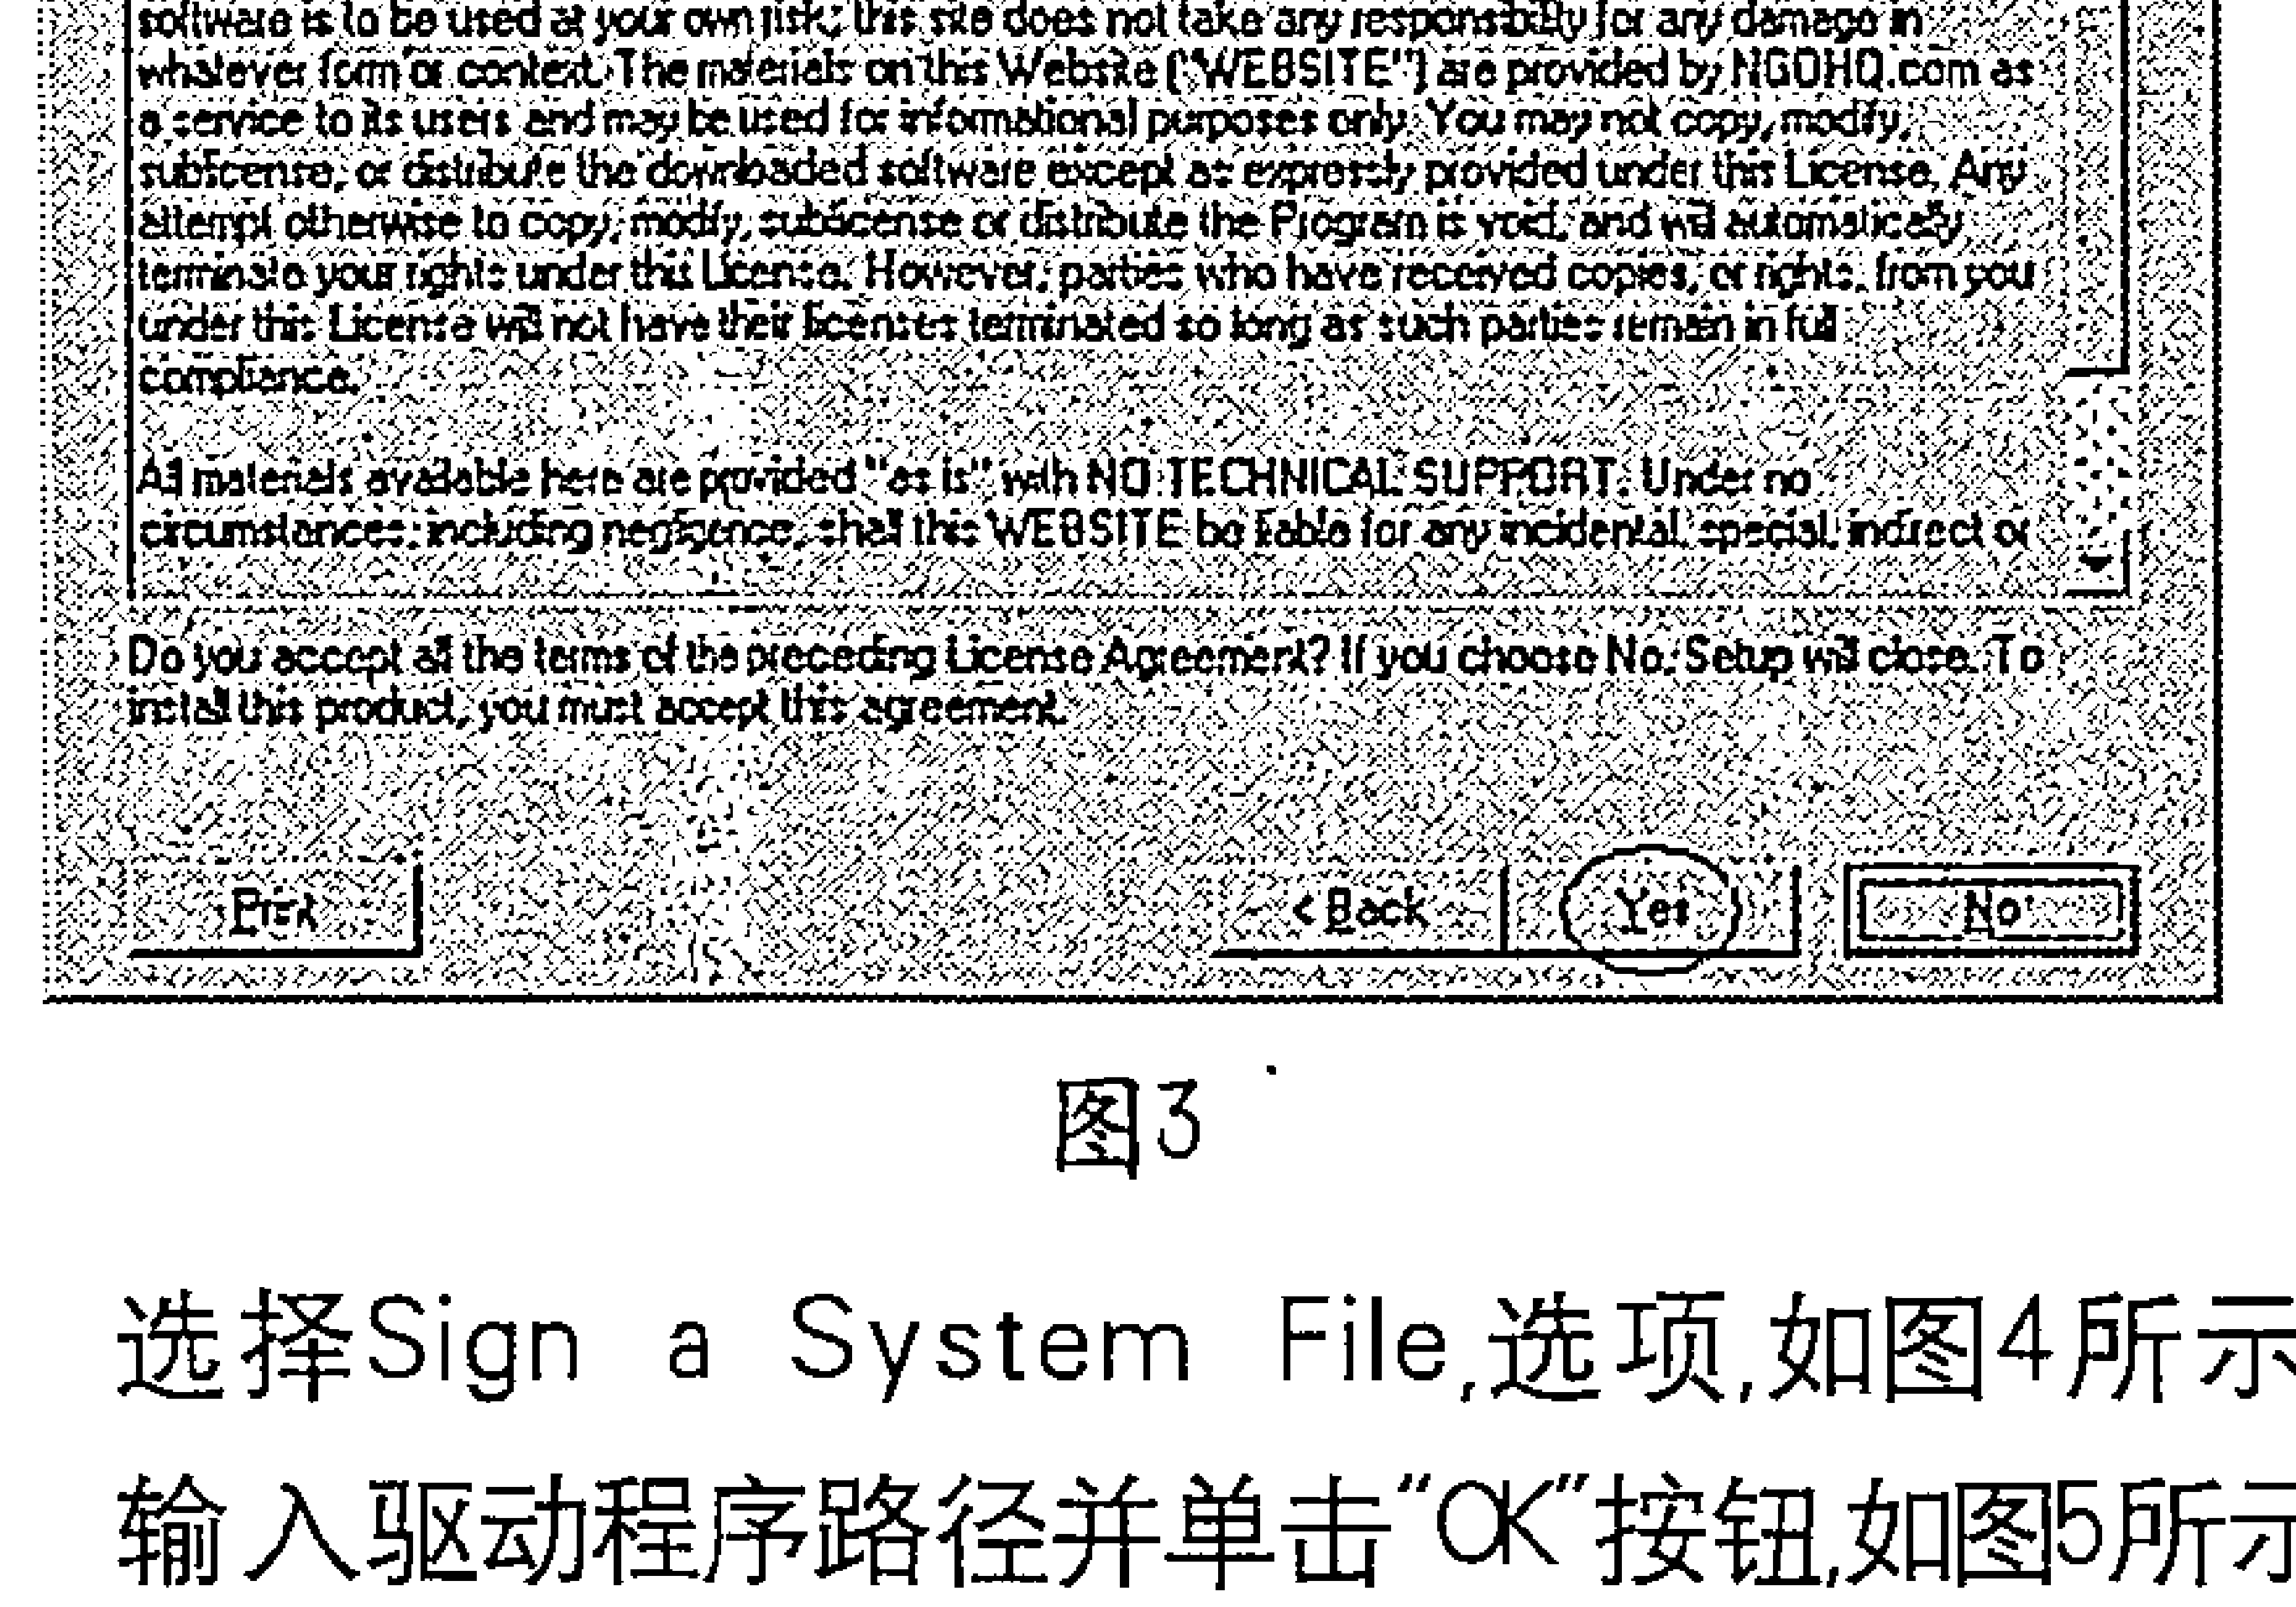 software is to be used at your own risk; this site does not take any responsibility for any damage in
whatever form or context. The materials on this Website ("WEBSITE") are provided by NGOHQ.com as
a service to its users and may be used for informational purposes only. You may not copy, modify,
sublicense, or distribute the downloaded software except as expressly provided under this License. Any
attempt otherwise to copy, modify, sublicense or distribute the Program is void, and will automatically
terminate your rights under this License. However, parties who have received copies, or rights, from you
under this License will not have their licenses terminated so long as such parties remain in full
compliance.
All materials available here are provided "as is" with NO TECHNICAL SUPPORT. Under no
circumstances, including negligence, shall this WEBSITE be liable for any incidental, special, indirect or
Do you accept all the terms of the preceding License Agreement? If you choose No, Setup will close. To
install this product, you must accept this agreement.
Print
< Back
Yes
No
图3
选择Sign a System File,选项,如图4所示
输入驱动程序路径并单击“OK”按钮,如图5所示